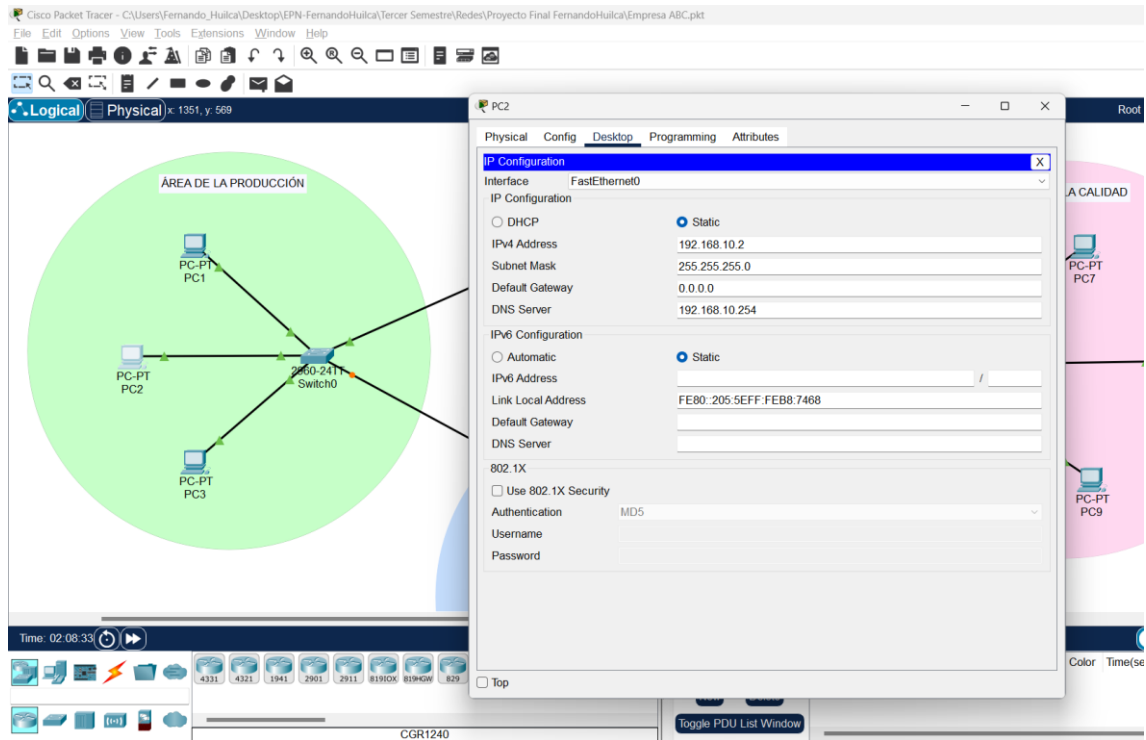 Cisco Packet Tracer - C:\Users\Fernando_Huilca\Desktop\EPN-FernandoHuilca\Tercer Semestre\Redes\Proyecto Final FernandoHuilca\Empresa ABC.pkt
File Edit Options View Tools Extensions Window Help
Logical Physical x: 1351, y: 569
Root
PC2
Physical Config Desktop Programming Attributes
IP Configuration X
Interface FastEthernet0
IP Configuration
DHCP Static
IPv4 Address 192.168.10.2
Subnet Mask 255.255.255.0
Default Gateway 0.0.0.0
DNS Server 192.168.10.254
IPv6 Configuration
Automatic Static
IPv6 Address /
Link Local Address FE80::205:5EFF:FEB8:7468
Default Gateway
DNS Server
802.1X
Use 802.1X Security
Authentication MD5
Username
Password
Top
ÁREA DE LA PRODUCCIÓN
PC-PT
PC1
PC-PT
PC2
2960-24TT
Switch0
PC-PT
PC3
LA CALIDAD
PC-PT
PC7
PC-PT
PC9
Time: 02:08:33
4331 4321 1941 2901 2911 819IOX 819HGW 829
CGR1240
Color Time(se
Toggle PDU List Window